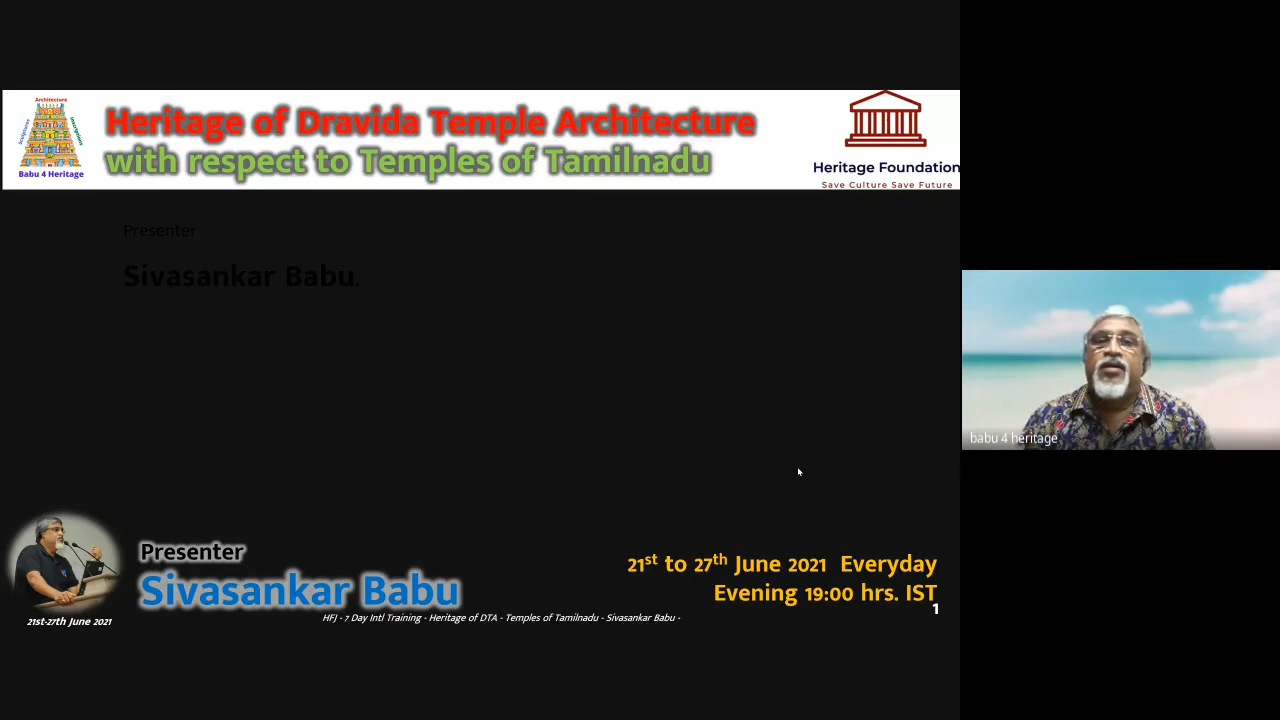 Architecture
Sculptures
Inscriptions
Babu 4 Heritage
Heritage of Dravida Temple Architecture
with respect to Temples of Tamilnadu
Heritage Foundation
Save Culture Save Future
Presenter
Sivasankar Babu.
babu 4 heritage
Presenter
Sivasankar Babu
21st to 27th June 2021 Everyday
Evening 19:00 hrs. IST
1
21st-27th June 2021
HFJ - 7 Day Intl Training - Heritage of DTA - Temples of Tamilnadu - Sivasankar Babu -